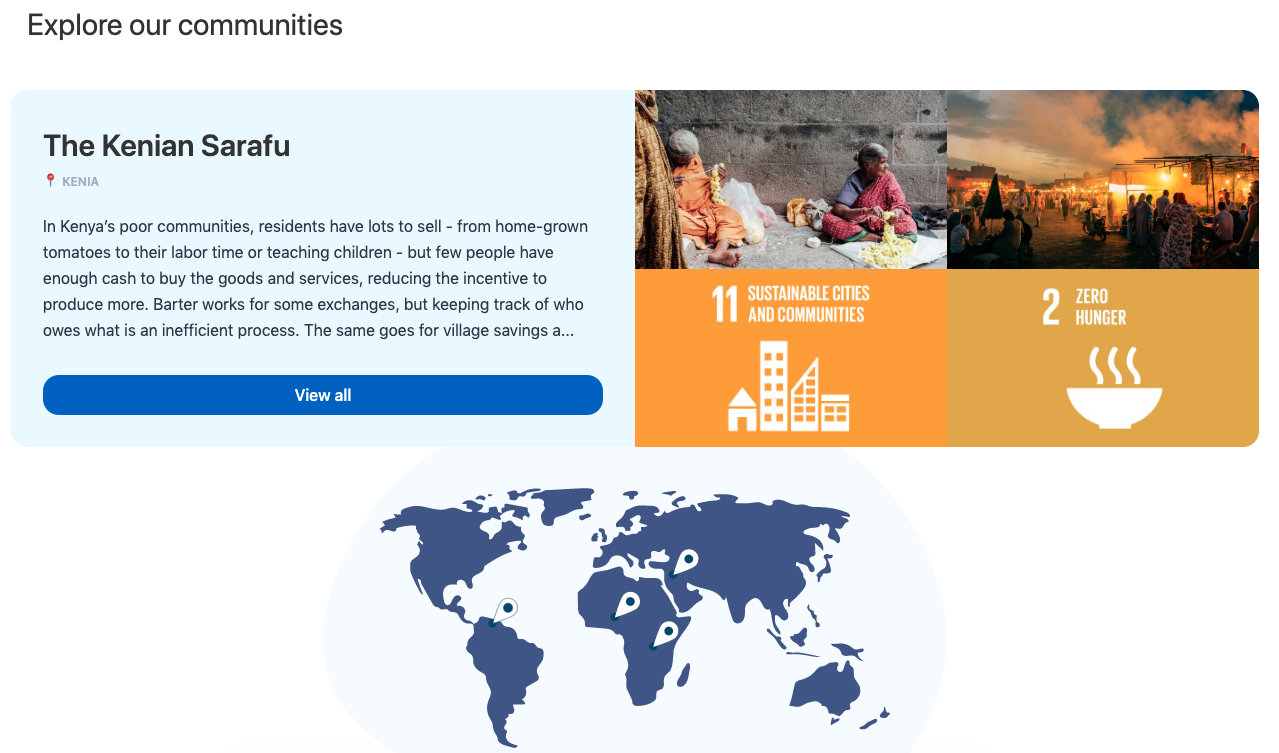 Explore our communities
The Kenian Sarafu
KENIA
In Kenya’s poor communities, residents have lots to sell - from home-grown
tomatoes to their labor time or teaching children - but few people have
enough cash to buy the goods and services, reducing the incentive to
produce more. Barter works for some exchanges, but keeping track of who
owes what is an inefficient process. The same goes for village savings a...
View all
11 SUSTAINABLE CITIES
AND COMMUNITIES
2 ZERO
HUNGER